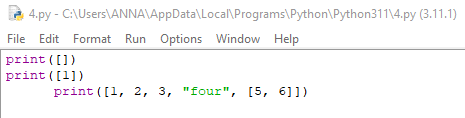 4.py - C:\Users\ANNA\AppData\Local\Programs\Python\Python311\4.py (3.11.1)
File Edit Format Run Options Window Help
print([])
print([1])
      print([1, 2, 3, "four", [5, 6]])